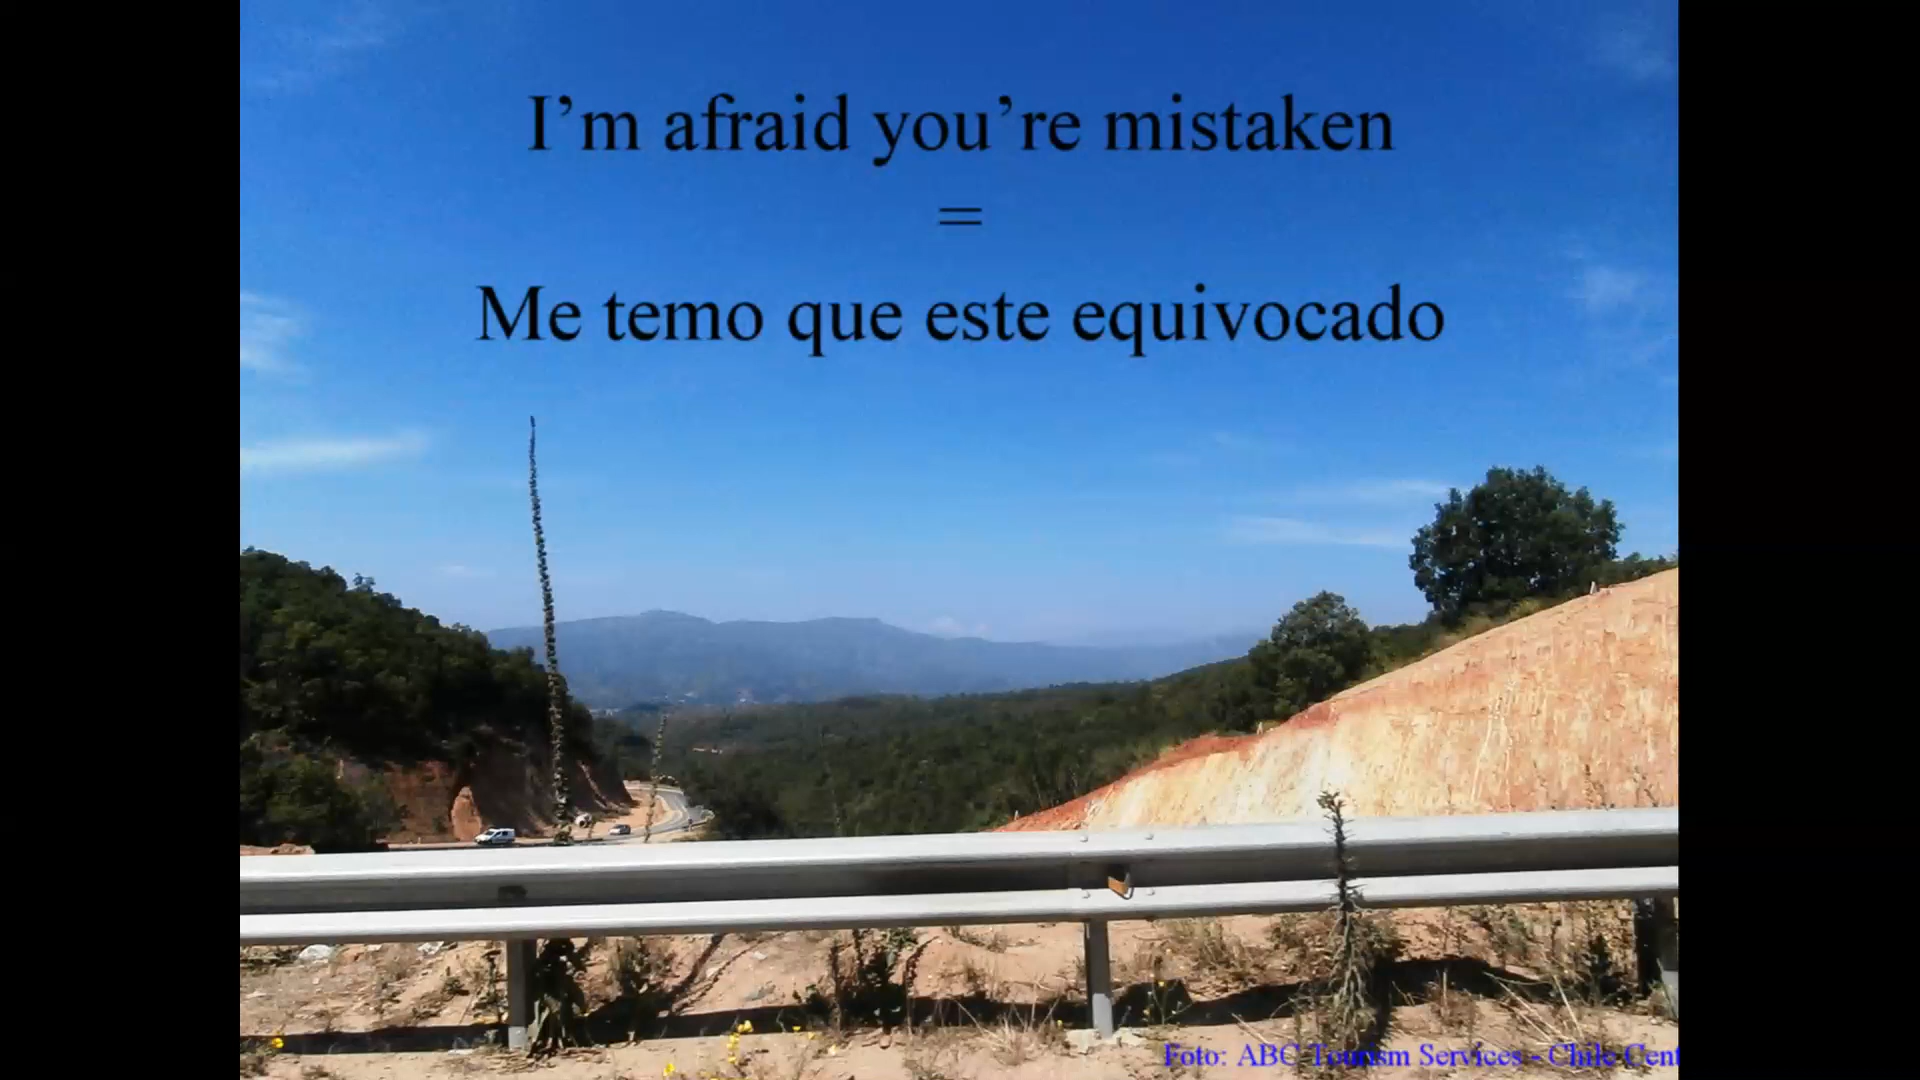 I’m afraid you’re mistaken
=
Me temo que este equivocado
Foto: ABC Tourism Services - Chile Cent